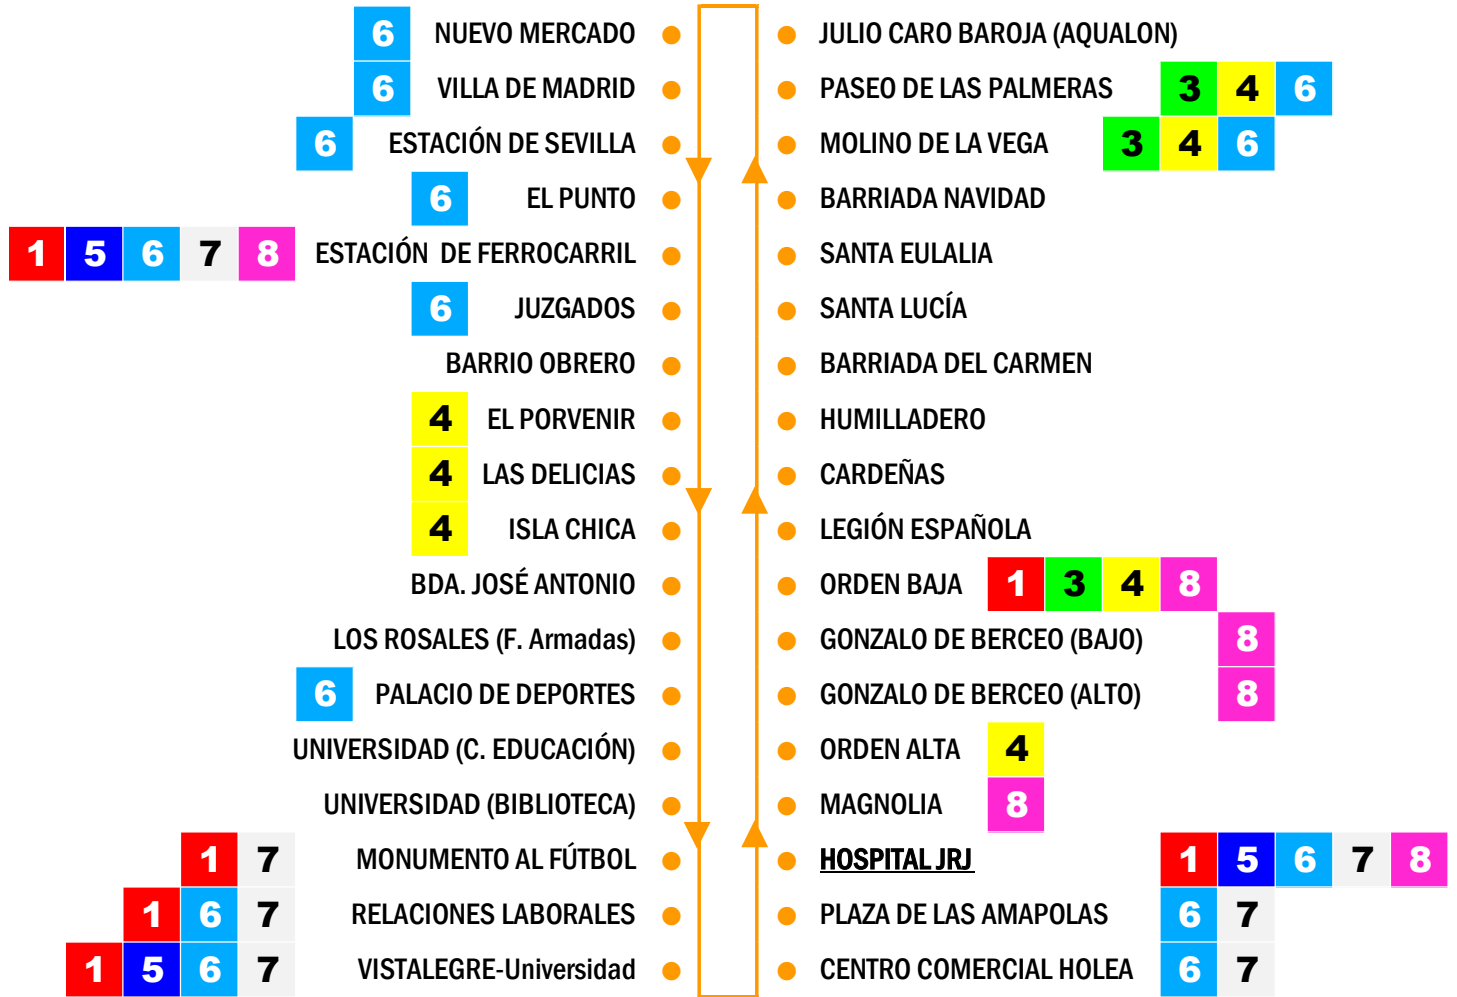 6 NUEVO MERCADO
6 VILLA DE MADRID
6 ESTACIÓN DE SEVILLA
6 EL PUNTO
1 5 6 7 8 ESTACIÓN DE FERROCARRIL
6 JUZGADOS
BARRIO OBRERO
4 EL PORVENIR
4 LAS DELICIAS
4 ISLA CHICA
BDA. JOSÉ ANTONIO
LOS ROSALES (F. Armadas)
6 PALACIO DE DEPORTES
UNIVERSIDAD (C. EDUCACIÓN)
UNIVERSIDAD (BIBLIOTECA)
1 7 MONUMENTO AL FÚTBOL
1 6 7 RELACIONES LABORALES
1 5 6 7 VISTALEGRE-Universidad
JULIO CARO BAROJA (AQUALON)
PASEO DE LAS PALMERAS 3 4 6
MOLINO DE LA VEGA 3 4 6
BARRIADA NAVIDAD
SANTA EULALIA
SANTA LUCÍA
BARRIADA DEL CARMEN
HUMILLADERO
CARDEÑAS
LEGIÓN ESPAÑOLA
ORDEN BAJA 1 3 4 8
GONZALO DE BERCEO (BAJO) 8
GONZALO DE BERCEO (ALTO) 8
ORDEN ALTA 4
MAGNOLIA 8
HOSPITAL JRJ 1 5 6 7 8
PLAZA DE LAS AMAPOLAS 6 7
CENTRO COMERCIAL HOLEA 6 7